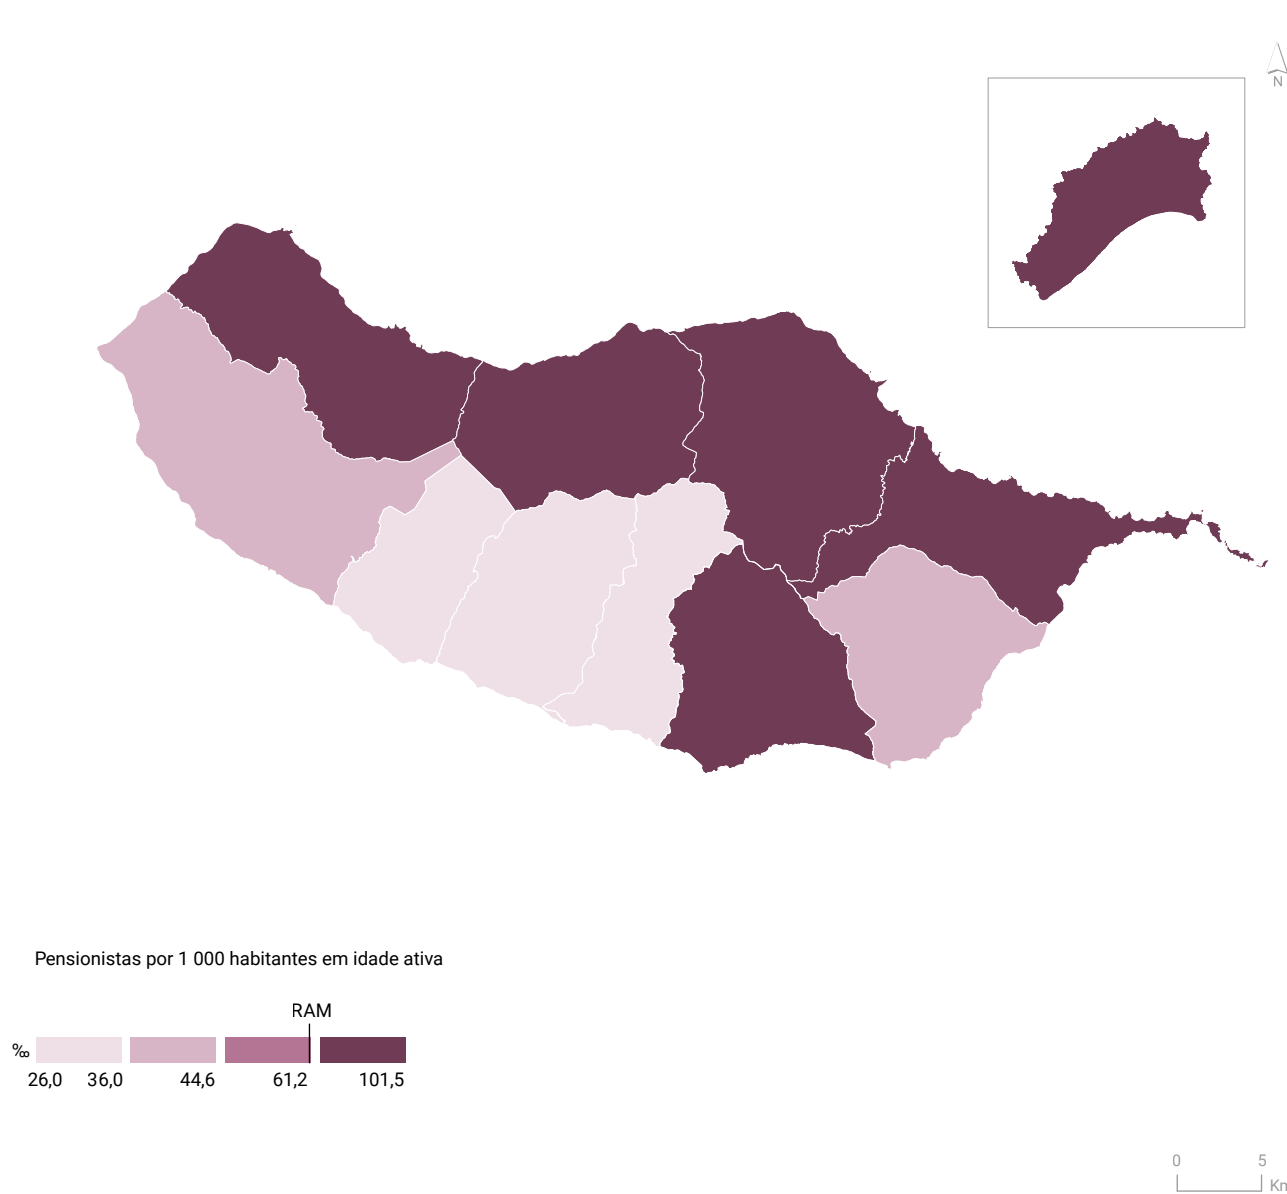 N
Pensionistas por 1 000 habitantes em idade ativa
RAM
‰
26,0 36,0 44,6 61,2 101,5
0 5